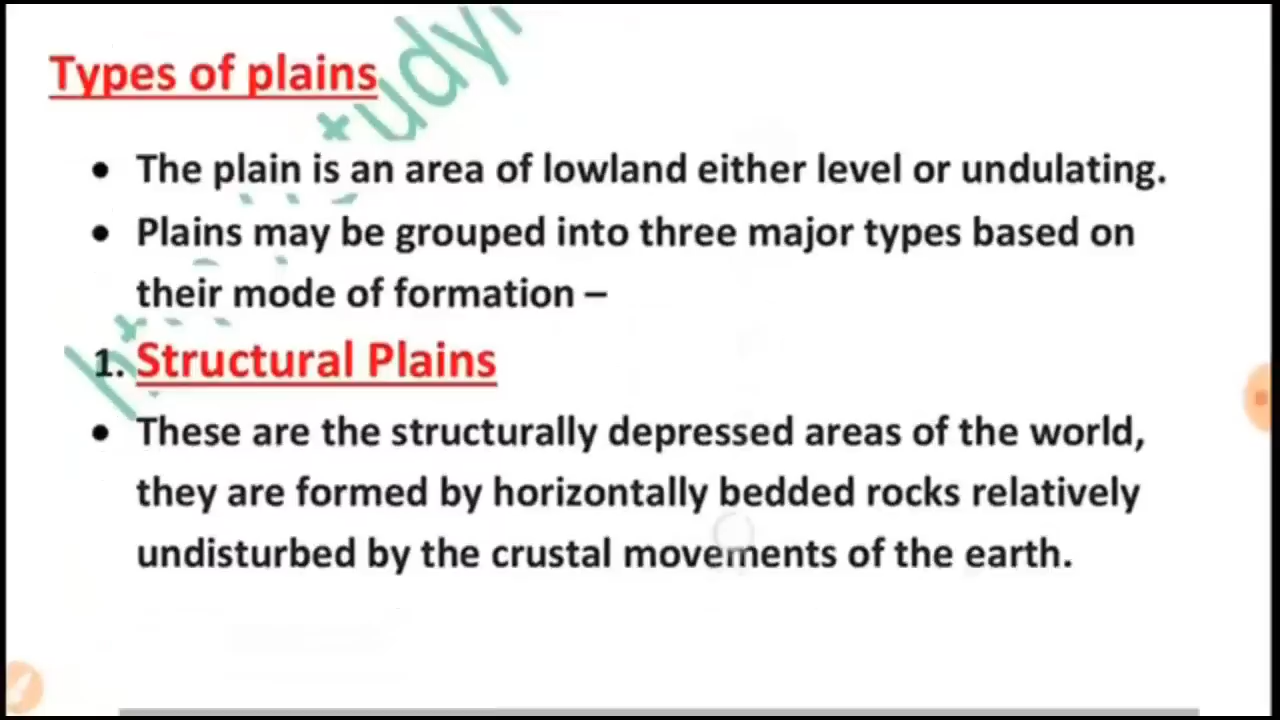 Types of plains
• The plain is an area of lowland either level or undulating.
• Plains may be grouped into three major types based on
their mode of formation –
1. Structural Plains
• These are the structurally depressed areas of the world,
they are formed by horizontally bedded rocks relatively
undisturbed by the crustal movements of the earth.